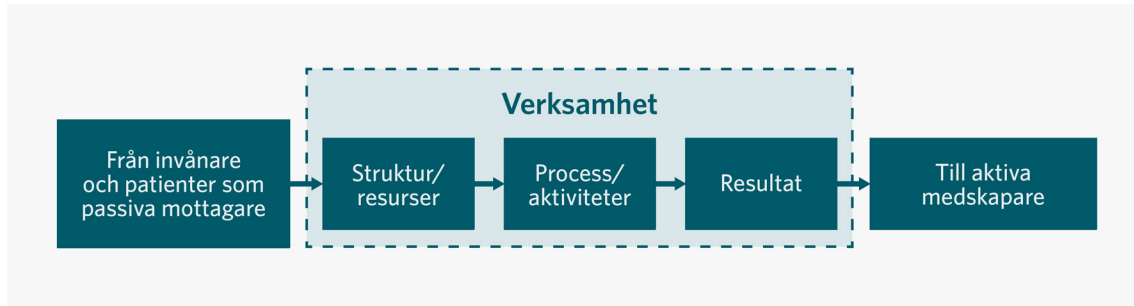 Verksamhet
Från invånare
och patienter som
passiva mottagare
Struktur/
resurser
Process/
aktiviteter
Resultat
Till aktiva
medskapare